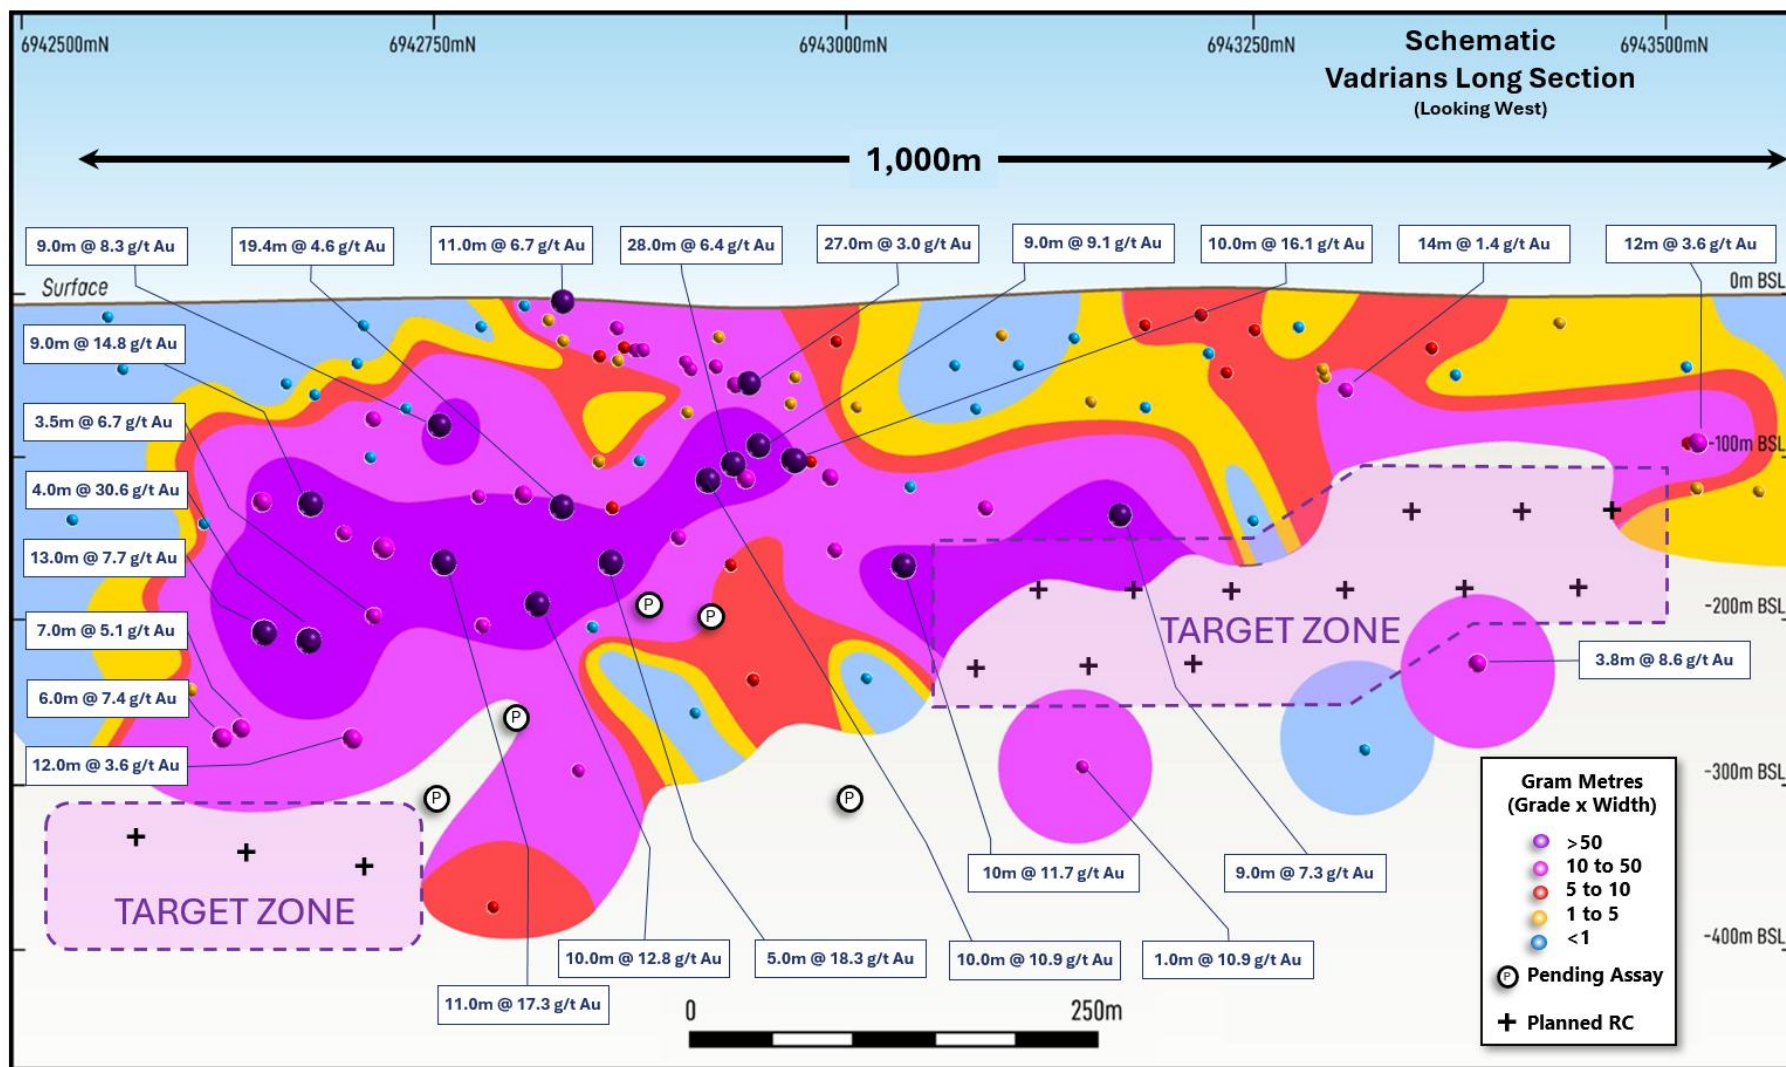 6942500mN
6942750mN
6943000mN
6943250mN
6943500mN
Schematic
Vadrians Long Section
(Looking West)
1,000m
9.0m @ 8.3 g/t Au
19.4m @ 4.6 g/t Au
11.0m @ 6.7 g/t Au
28.0m @ 6.4 g/t Au
27.0m @ 3.0 g/t Au
9.0m @ 9.1 g/t Au
10.0m @ 16.1 g/t Au
14m @ 1.4 g/t Au
12m @ 3.6 g/t Au
Surface
0m BSL
9.0m @ 14.8 g/t Au
3.5m @ 6.7 g/t Au
-100m BSL
4.0m @ 30.6 g/t Au
13.0m @ 7.7 g/t Au
-200m BSL
7.0m @ 5.1 g/t Au
P
P
TARGET ZONE
3.8m @ 8.6 g/t Au
6.0m @ 7.4 g/t Au
P
12.0m @ 3.6 g/t Au
-300m BSL
P
P
TARGET ZONE
10m @ 11.7 g/t Au
9.0m @ 7.3 g/t Au
-400m BSL
10.0m @ 12.8 g/t Au
5.0m @ 18.3 g/t Au
10.0m @ 10.9 g/t Au
1.0m @ 10.9 g/t Au
11.0m @ 17.3 g/t Au
0
250m
Gram Metres
(Grade x Width)
>50
10 to 50
5 to 10
1 to 5
<1
P Pending Assay
+ Planned RC